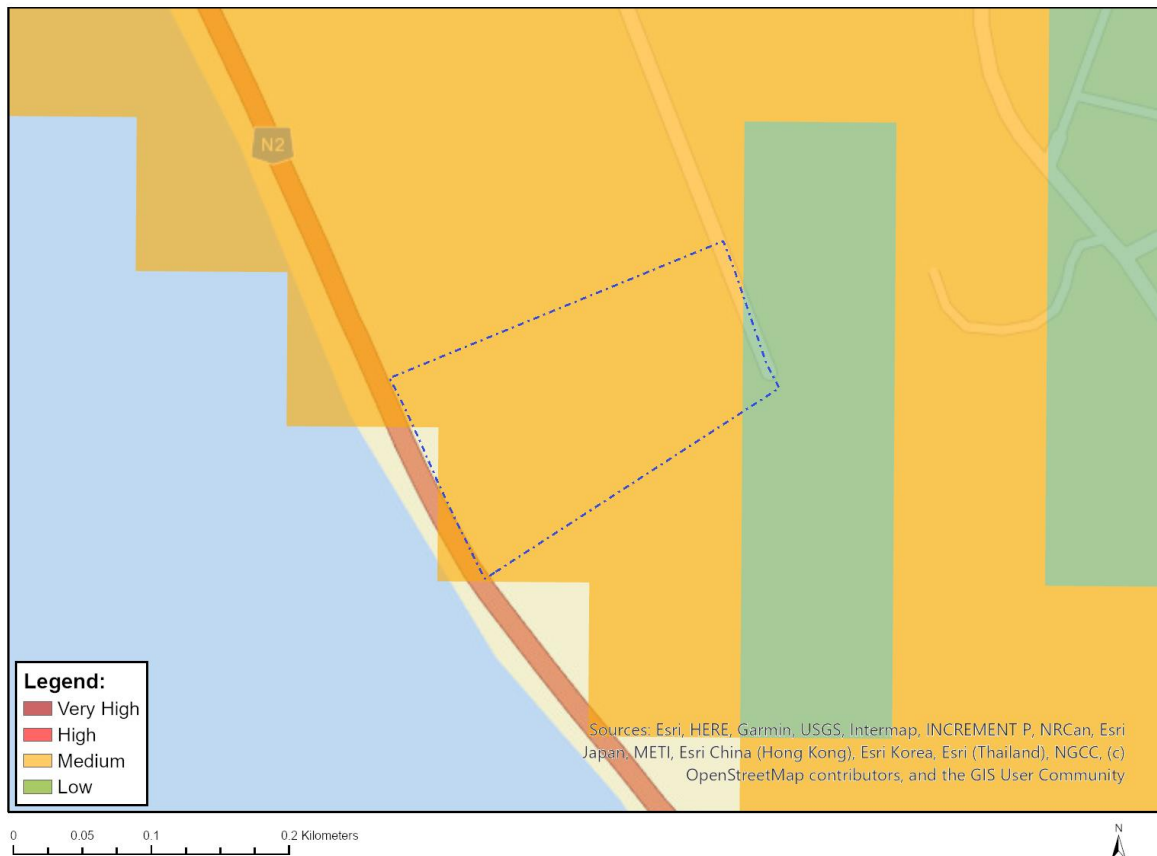 N2
Legend:
Very High
High
Medium
Low
Sources: Esri, HERE, Garmin, USGS, Intermap, INCREMENT P, NRCan, Esri
Japan, METI, Esri China (Hong Kong), Esri Korea, Esri (Thailand), NGCC, (c)
OpenStreetMap contributors, and the GIS User Community
0 0.05 0.1 0.2 Kilometers
N